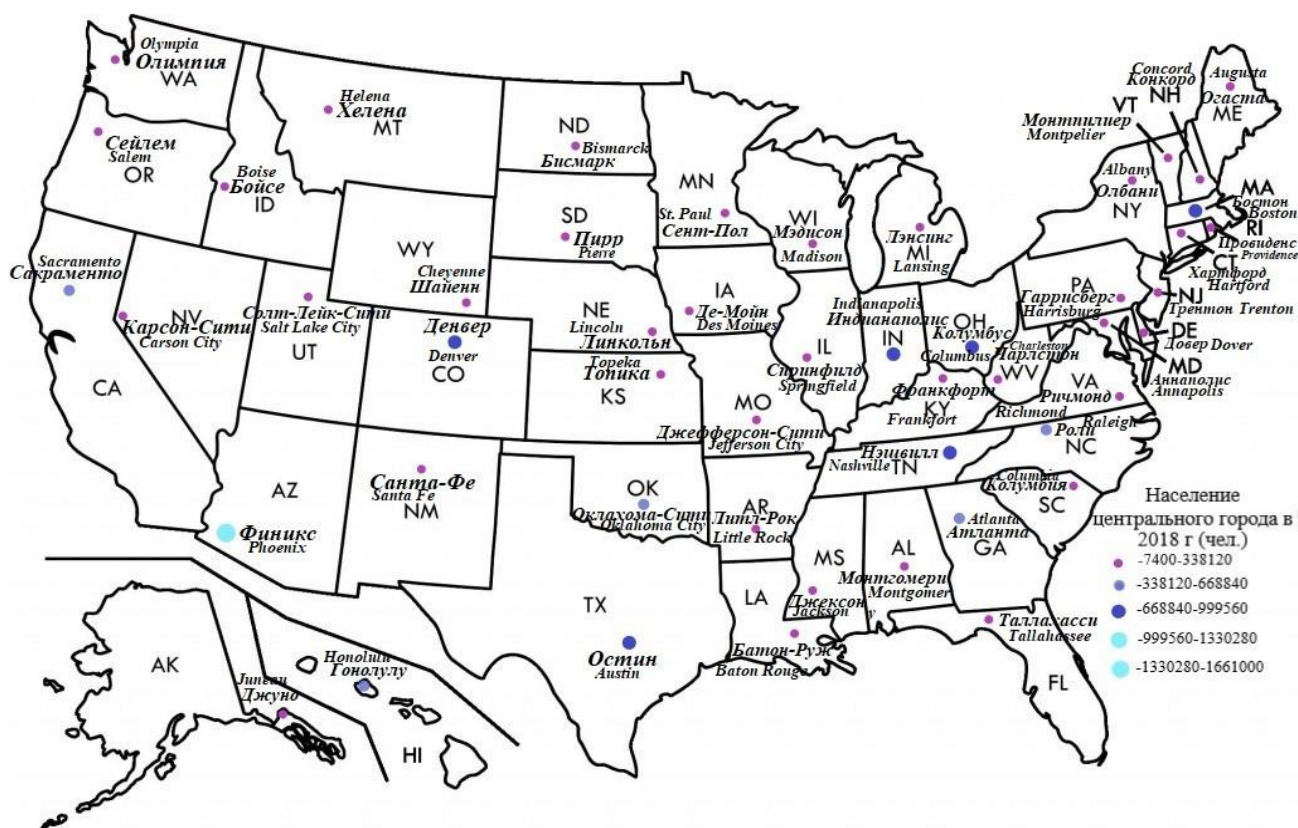 Olympia
Олимпия
WA
Helena
Хелена
MT
ND
Bismarck
Бисмарк
MN
St. Paul
Сент-Пол
Сейлем
Salem
OR
Boise
Бойсе
ID
WY
Cheyenne
Шайенн
SD
Пирр
Pierre
WI
Мэдисон
Madison
Лэнсинг
MI
Lansing
Concord
Конкорд
NH
VT
Монтпилиер
Montpelier
Augusta
Огаста
ME
Albany
Олбани
NY
MA
Бостон
Boston
RI
Провиденс
Providence
CT
Хартфорд
Hartford
PA
Гаррисберг
Harrisburg
NJ
Трентон Trenton
DE
Довер Dover
MD
Аннаполис
Annapolis
Sacramento
Сакраменто
CA
NV
Карсон-Сити
Carson City
Солт-Лейк-Сити
Salt Lake City
UT
Денвер
Denver
CO
NE
Lincoln
Линкольн
Topeka
Топика
KS
IA
Де-Мойн
Des Moines
MO
Джефферсон-Сити
Jefferson City
IL
Спринфилд
Springfield
Indianapolis
Индианаполис
IN
OH
Колумбус
Columbus
Charleston
Чарлстон
WV
Франкфорт
KY
Frankfort
VA
Ричмонд
Richmond
Raleigh
Роли
NC
Нэшвилл
Nashville
TN
Columbia
Колумбия
SC
AZ
Финикс
Phoenix
Санта-Фе
Santa Fe
NM
OK
Оклахома-Сити
Oklahoma City
AR
Литл-Рок
Little Rock
Atlanta
Атланта
GA
MS
Джексон
Jackson
AL
Монтгомери
Montgomer
y
TX
Остин
Austin
LA
Батон-Руж
Baton Rouge
Таллахасси
Tallahassee
FL
AK
Juneau
Джуно
Honolulu
Гонолулу
HI
Население
центрального города в
2018 г (чел.)
-7400-338120
-338120-668840
-668840-999560
-999560-1330280
-1330280-1661000